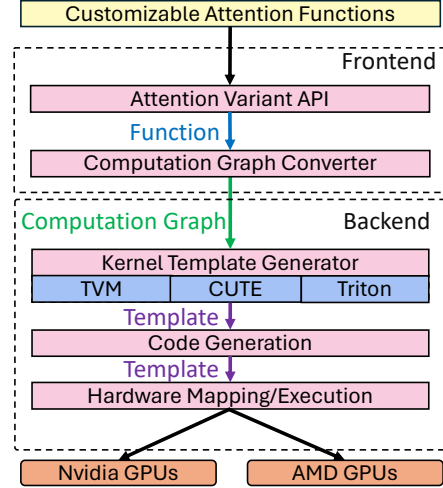 Customizable Attention Functions
Frontend
Attention Variant API
Function
Computation Graph Converter
Computation Graph
Backend
Kernel Template Generator
TVM CUTE Triton
Template
Code Generation
Template
Hardware Mapping/Execution
Nvidia GPUs AMD GPUs